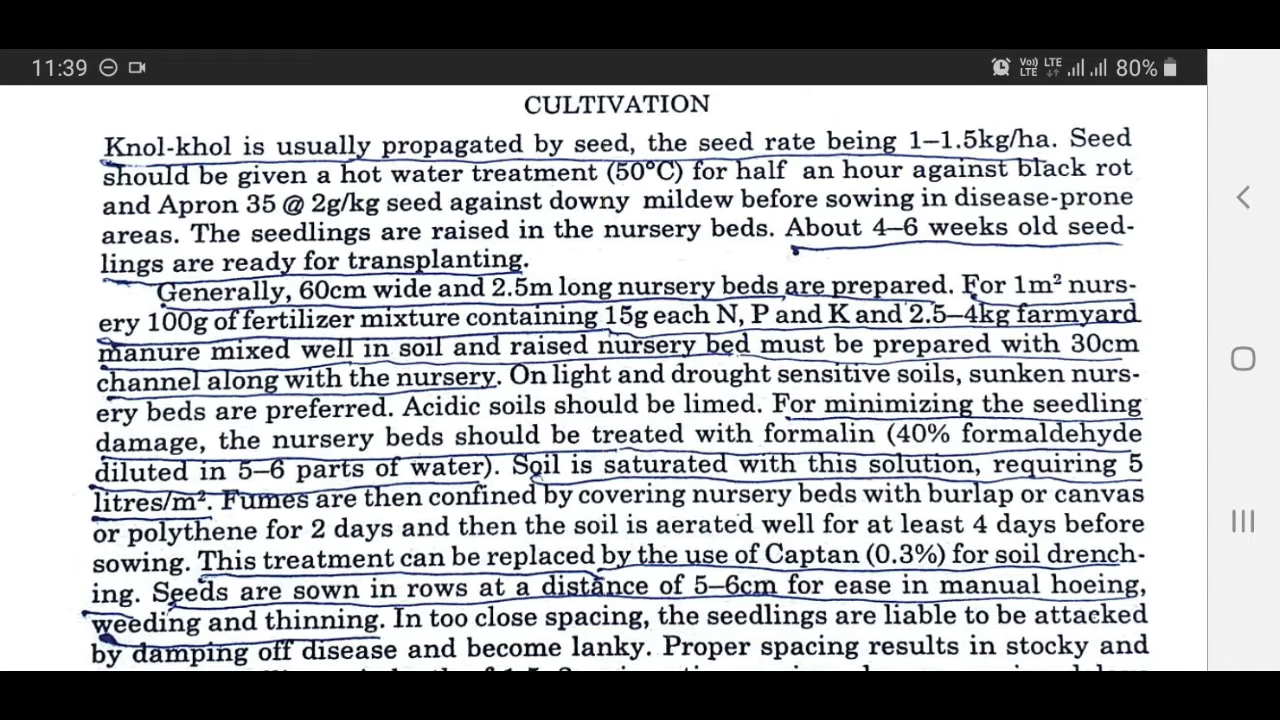 11:39
Vo)) LTE LTE 80%
CULTIVATION
Knol-khol is usually propagated by seed, the seed rate being 1–1.5kg/ha. Seed
should be given a hot water treatment (50°C) for half an hour against black rot
and Apron 35 @ 2g/kg seed against downy mildew before sowing in disease-prone
areas. The seedlings are raised in the nursery beds. About 4–6 weeks old seed-
lings are ready for transplanting.
Generally, 60cm wide and 2.5m long nursery beds are prepared. For 1m² nurs-
ery 100g of fertilizer mixture containing 15g each N, P and K and 2.5–4kg farmyard
manure mixed well in soil and raised nursery bed must be prepared with 30cm
channel along with the nursery. On light and drought sensitive soils, sunken nurs-
ery beds are preferred. Acidic soils should be limed. For minimizing the seedling
damage, the nursery beds should be treated with formalin (40% formaldehyde
diluted in 5–6 parts of water). Soil is saturated with this solution, requiring 5
litres/m². Fumes are then confined by covering nursery beds with burlap or canvas
or polythene for 2 days and then the soil is aerated well for at least 4 days before
sowing. This treatment can be replaced by the use of Captan (0.3%) for soil drench-
ing. Seeds are sown in rows at a distance of 5–6cm for ease in manual hoeing,
weeding and thinning. In too close spacing, the seedlings are liable to be attacked
by damping off disease and become lanky. Proper spacing results in stocky and